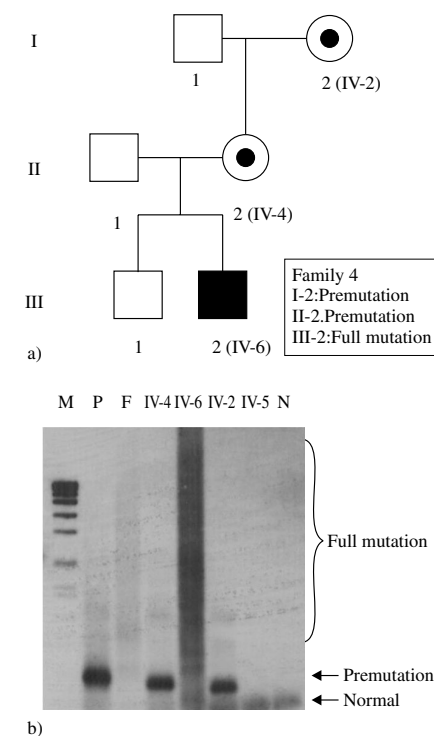 I
1
2 (IV-2)
II
1
2 (IV-4)
III
1
2 (IV-6)
Family 4
I-2:Premutation
II-2.Premutation
III-2:Full mutation
a)
M P F IV-4 IV-6 IV-2 IV-5 N
Full mutation
Premutation
Normal
b)